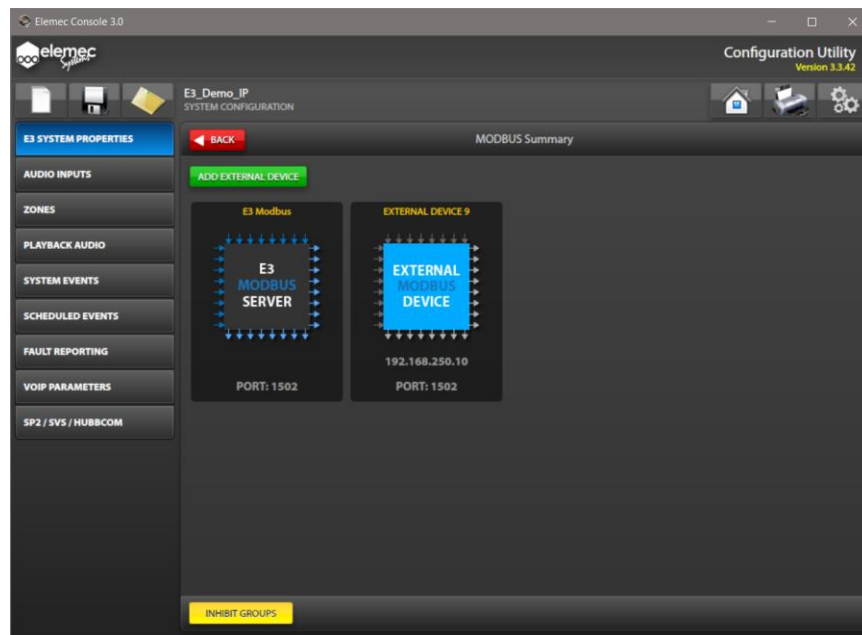 Elemec Console 3.0
elemec
Systems
Configuration Utility
Version 3.3.42
E3_Demo_IP
SYSTEM CONFIGURATION
E3 SYSTEM PROPERTIES
AUDIO INPUTS
ZONES
PLAYBACK AUDIO
SYSTEM EVENTS
SCHEDULED EVENTS
FAULT REPORTING
VOIP PARAMETERS
SP2 / SVS / HUBBCOM
BACK
MODBUS Summary
ADD EXTERNAL DEVICE
E3 Modbus
E3
MODBUS
SERVER
PORT: 1502
EXTERNAL DEVICE 9
EXTERNAL
MODBUS
DEVICE
192.168.250.10
PORT: 1502
INHIBIT GROUPS